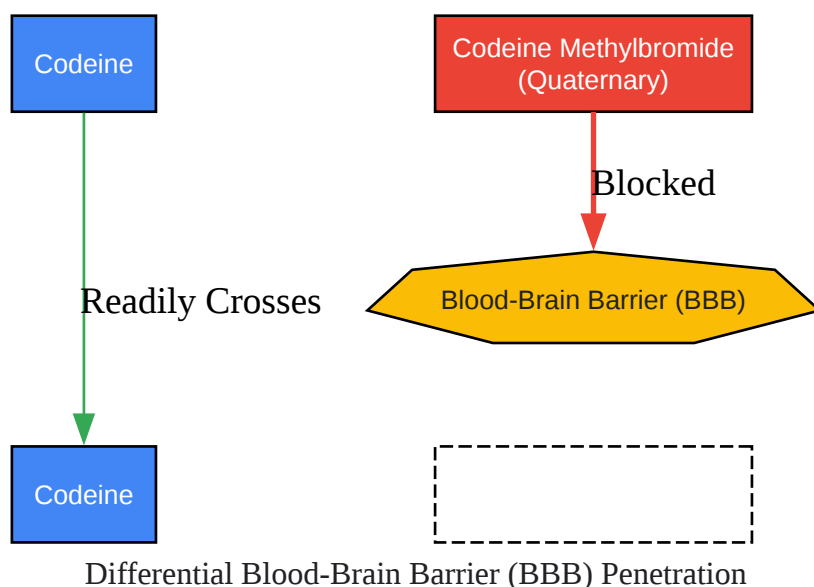 Codeine
Codeine Methylbromide
(Quaternary)
Blocked
Readily Crosses
Blood-Brain Barrier (BBB)
Codeine
Differential Blood-Brain Barrier (BBB) Penetration